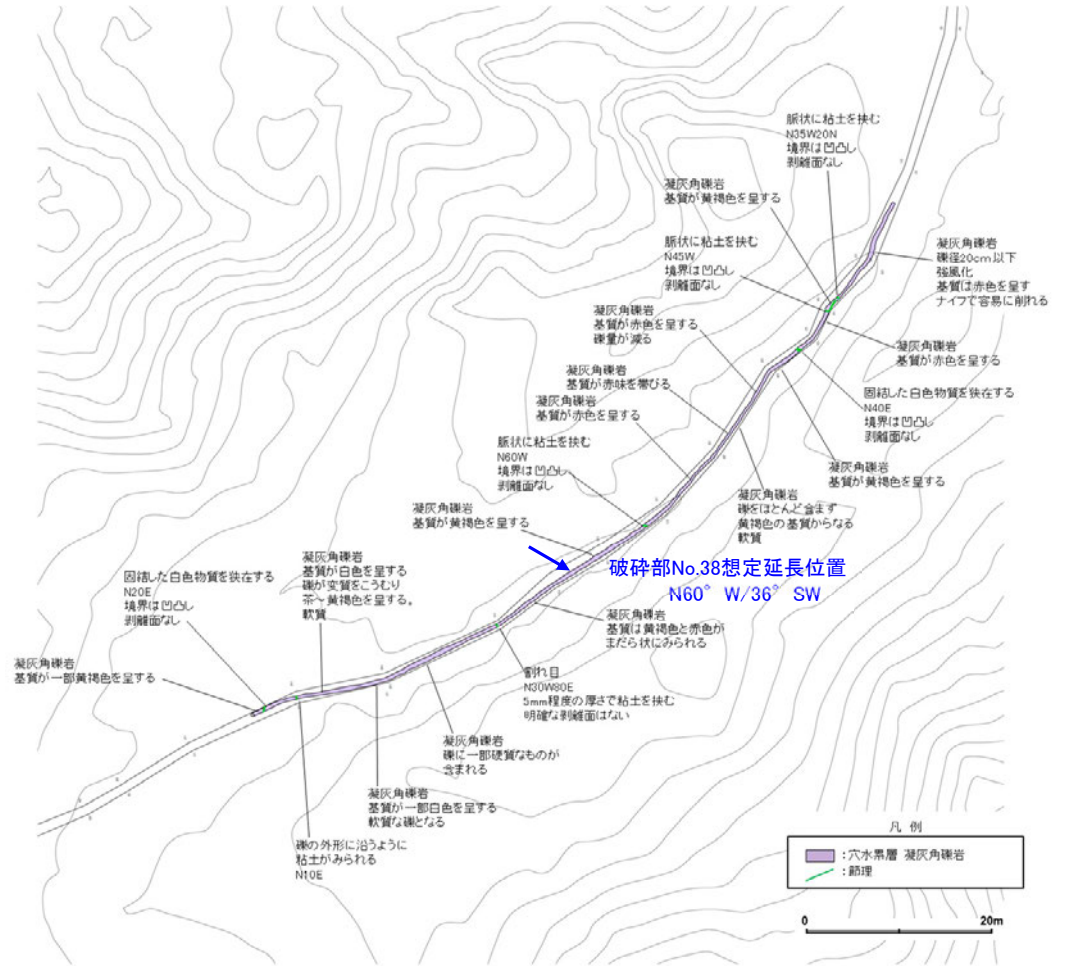 脈状に粘土を挟む
N35W20N
境界は凹凸し
剥離面なし
凝灰角礫岩
基質が黄褐色を呈する
脈状に粘土を挟む
N45W
境界は凹凸し
剥離面なし
凝灰角礫岩
礫径20cm以下
強風化
基質は赤色を呈す
ナイフで容易に削れる
凝灰角礫岩
基質が赤色を呈する
礫量が減る
凝灰角礫岩
基質が赤色を呈する
凝灰角礫岩
基質が赤味を帯びる
固結した白色物質を狭在する
N40E
境界は凹凸し
剥離面なし
凝灰角礫岩
基質が赤色を呈する
脈状に粘土を挟む
N60W
境界は凹凸し
剥離面なし
凝灰角礫岩
基質が黄褐色を呈する
凝灰角礫岩
礫をほとんど含まず
黄褐色の基質からなる
軟質
凝灰角礫岩
基質が黄褐色を呈する
破砕部No.38想定延長位置
N60°W/36°SW
凝灰角礫岩
基質が白色を呈する
礫が変質をこうむり
茶~黄褐色を呈する。
軟質
固結した白色物質を狭在する
N20E
境界は凹凸し
剥離面なし
凝灰角礫岩
基質は黄褐色と赤色が
まだら状にみられる
凝灰角礫岩
基質が一部黄褐色を呈する
割れ目
N30W80E
5mm程度の厚さで粘土を挟む
明確な剥離面はない
凝灰角礫岩
礫に一部硬質なものが
含まれる
凝灰角礫岩
基質が一部白色を呈する
軟質な礫となる
礫の外形に沿うように
粘土がみられる
N10E
凡 例
:穴水累層 凝灰角礫岩
:節理
0 20m